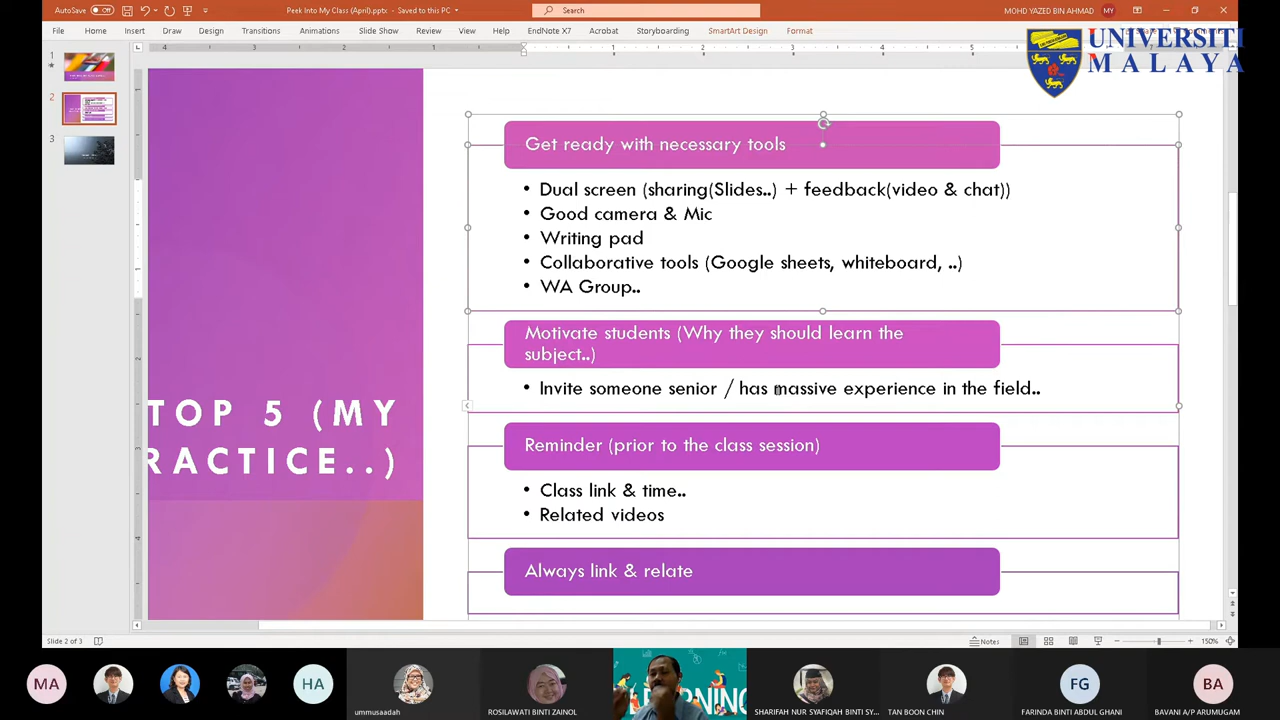 AutoSave Off
Peek Into My Class (April).pptx - Saved to this PC
Search
MOHD YAZED BIN AHMAD MY
File Home Insert Draw Design Transitions Animations Slide Show Review View Help EndNote X7 Acrobat Storyboarding SmartArt Design Format
UNIVERSITI
MALAYA
1
2
3
Get ready with necessary tools
• Dual screen (sharing(Slides..) + feedback(video & chat))
• Good camera & Mic
• Writing pad
• Collaborative tools (Google sheets, whiteboard, ..)
• WA Group..
Motivate students (Why they should learn the
subject..)
• Invite someone senior / has massive experience in the field..
TOP 5 (MY
RACTICE..)
Reminder (prior to the class session)
• Class link & time..
• Related videos
Always link & relate
Slide 2 of 3
Notes
150%
MA
HA
LEARNING
FG
BA
ummusaadah
ROSILAWATI BINTI ZAINOL
SHARIFAH NUR SYAFIQAH BINTI SY...
TAN BOON CHIN
FARINDA BINTI ABDUL GHANI
BAVANI A/P ARUMUGAM